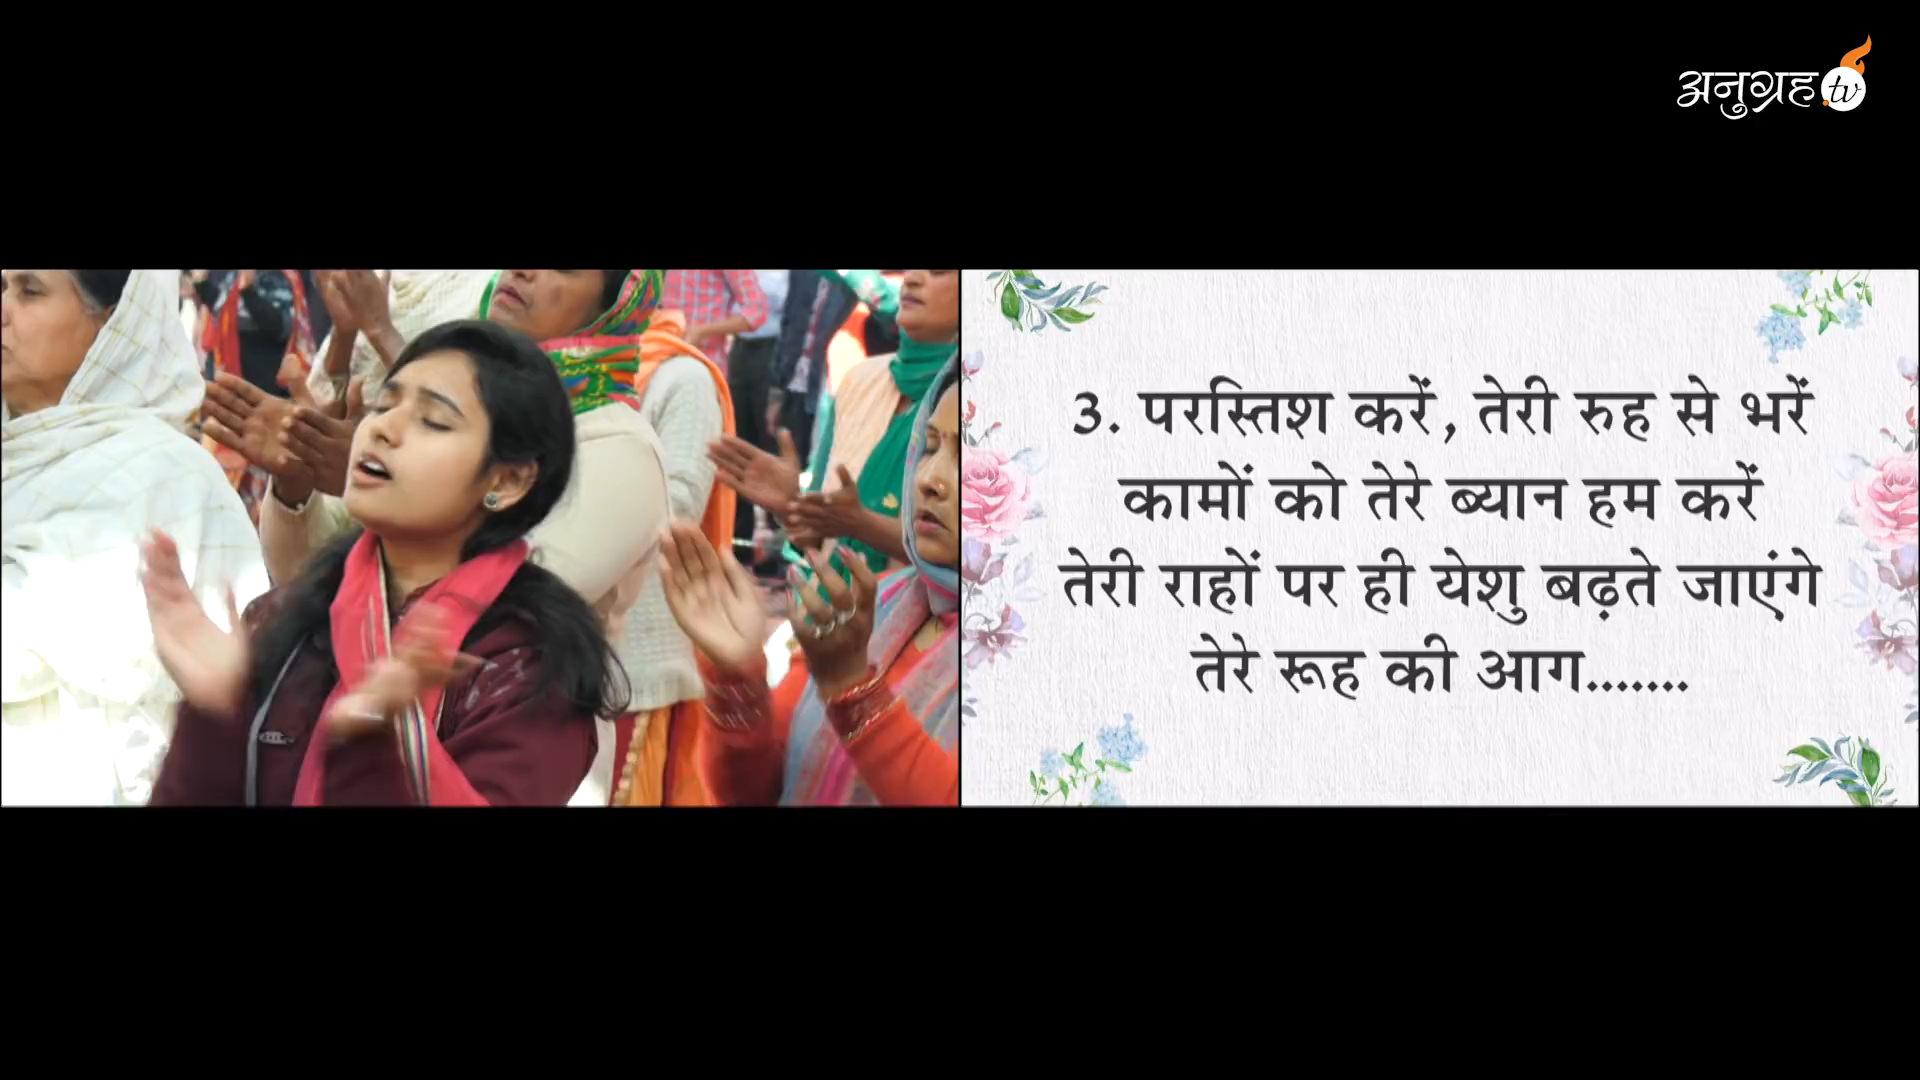 अनुग्रह.tv
3. परस्तिश करें, तेरी रुह से भरें
कामों को तेरे ब्यान हम करें
तेरी राहों पर ही येशु बढ़ते जाएंगे
तेरे रूह की आग.......